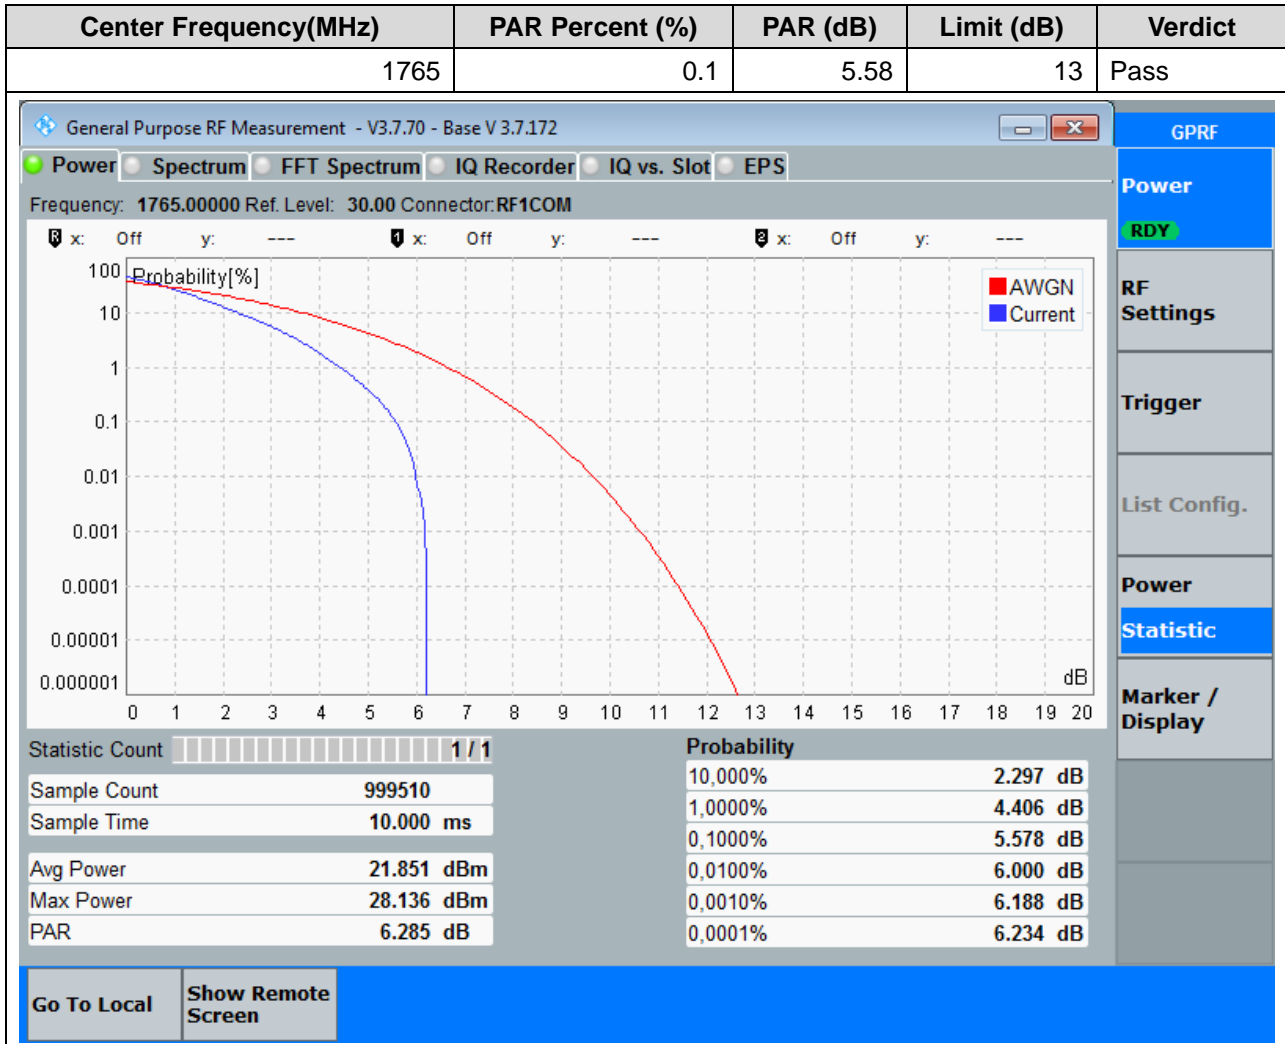 Center Frequency(MHz) PAR Percent (%) PAR (dB) Limit (dB) Verdict
1765 0.1 5.58 13 Pass
General Purpose RF Measurement - V3.7.70 - Base V 3.7.172
GPRF
Power Spectrum FFT Spectrum IQ Recorder IQ vs. Slot EPS
Frequency: 1765.00000 Ref. Level: 30.00 Connector:RF1COM
Power
RDY
R x: Off y: --- 1 x: Off y: --- 2 x: Off y: ---
Probability[%]
AWGN
Current
100
10
1
0.1
0.01
0.001
0.0001
0.00001
0.000001
dB
0 1 2 3 4 5 6 7 8 9 10 11 12 13 14 15 16 17 18 19 20
RF
Settings
Trigger
List Config.
Power
Statistic
Marker /
Display
Statistic Count 1 / 1
Sample Count 999510
Sample Time 10.000 ms
Avg Power 21.851 dBm
Max Power 28.136 dBm
PAR 6.285 dB
Probability
10,000% 2.297 dB
1,0000% 4.406 dB
0,1000% 5.578 dB
0,0100% 6.000 dB
0,0010% 6.188 dB
0,0001% 6.234 dB
Go To Local
Show Remote
Screen